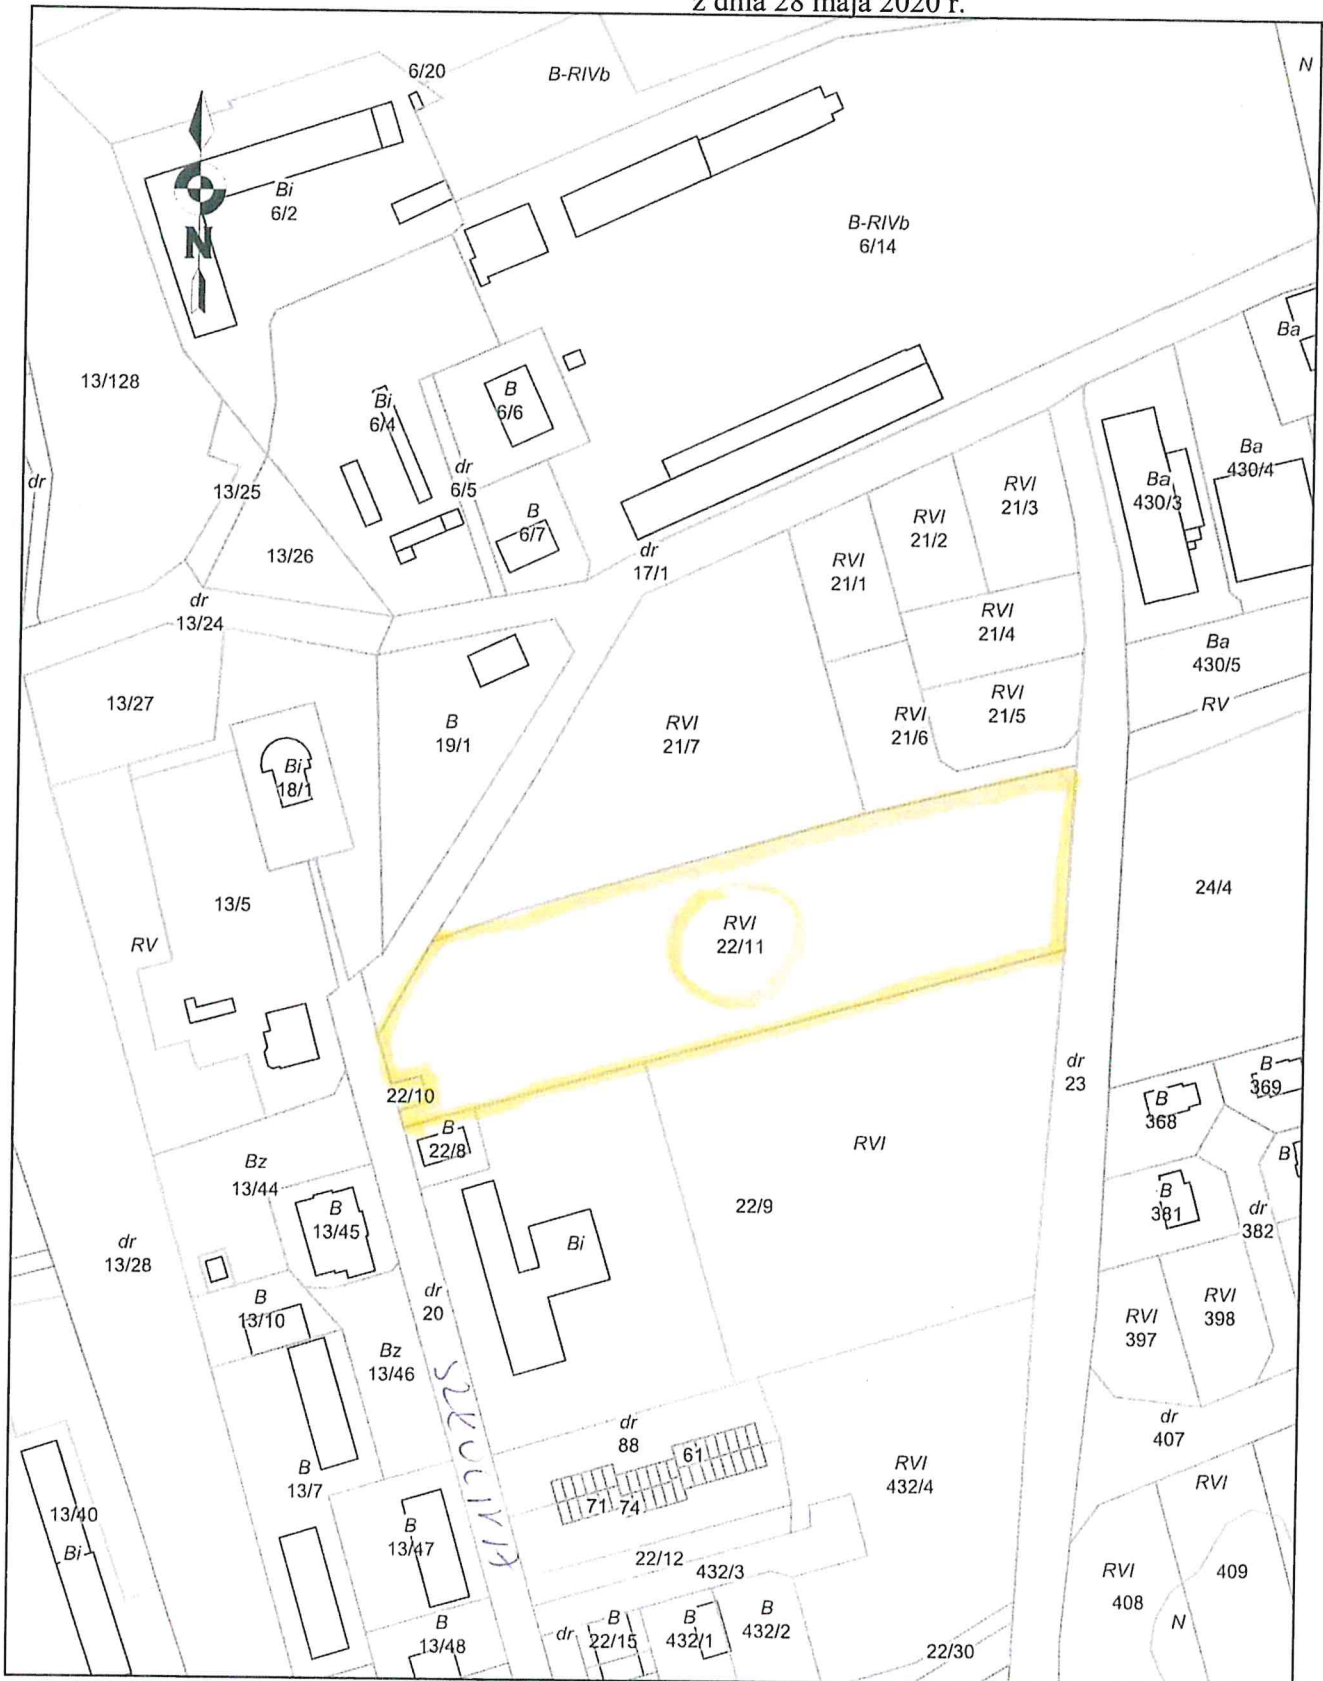 z dnia 28 maja 2020 r.
6/20
B-RIVb
N
Bi
6/2
N
B-RIVb
6/14
Ba
13/128
Bi
6/4
B
6/6
dr
13/25
dr
6/5
Ba
430/4
Ba
430/3
RVI
21/3
RVI
21/2
B
6/7
13/26
dr
17/1
RVI
21/1
dr
13/24
RVI
21/4
Ba
430/5
13/27
B
19/1
RVI
21/7
RVI
21/6
RVI
21/5
RV
Bi
18/1
13/5
RV
RVI
22/11
24/4
22/10
dr
23
B
369
B
368
B
22/8
RVI
B
Bz
13/44
B
13/45
22/9
B
381
dr
382
dr
13/28
Bi
B
13/10
dr
20
RVI
397
RVI
398
Bz
13/46
SZKOLNA
dr
88
61
dr
407
B
13/7
71
74
RVI
432/4
RVI
13/40
Bi
B
13/47
22/12
432/3
RVI
408
409
N
B
13/48
dr
B
22/15
B
432/1
B
432/2
22/30